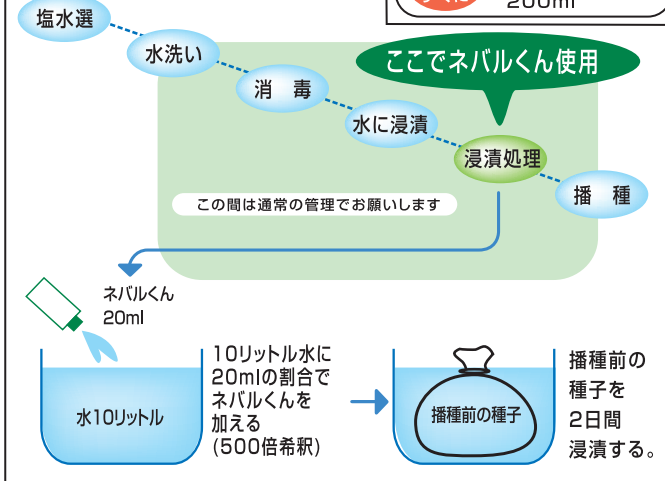 200ml
塩水選
水洗い
消 毒
水に浸漬
ここでネバルくん使用
浸漬処理
播 種
この間は通常の管理でお願いします
ネバルくん
20ml
水10リットル
10リットル水に
20mlの割合で
ネバルくんを
加える
(500倍希釈)
播種前の種子
播種前の
種子を
2日間
浸漬する。